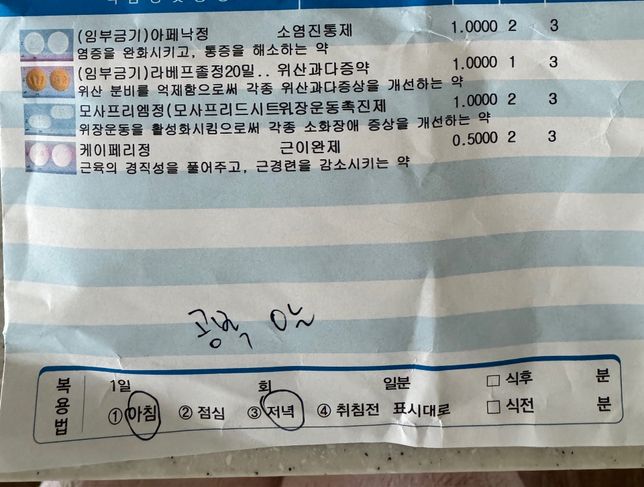 (임부금기)아페낙정 소염진통제 1.0000 2 3
염증을 완화시키고, 통증을 해소하는 약
(임부금기)라베프졸정20밀.. 위산과다증약 1.0000 1 3
위산 분비를 억제함으로써 각종 위산과다증상을 개선하는 약
모사프리엠정(모사프리드시트위장운동촉진제 1.0000 2 3
위장운동을 활성화시킴으로써 각종 소화장애 증상을 개선하는 약
케이페리정 근이완제 0.5000 2 3
근육의 경직성을 풀어주고, 근경련을 감소시키는 약
공복
복용법 1일 회 일분 □ 식후 분
① 아침 ② 점심 ③ 저녁 ④ 취침전 표시대로 □ 식전 분